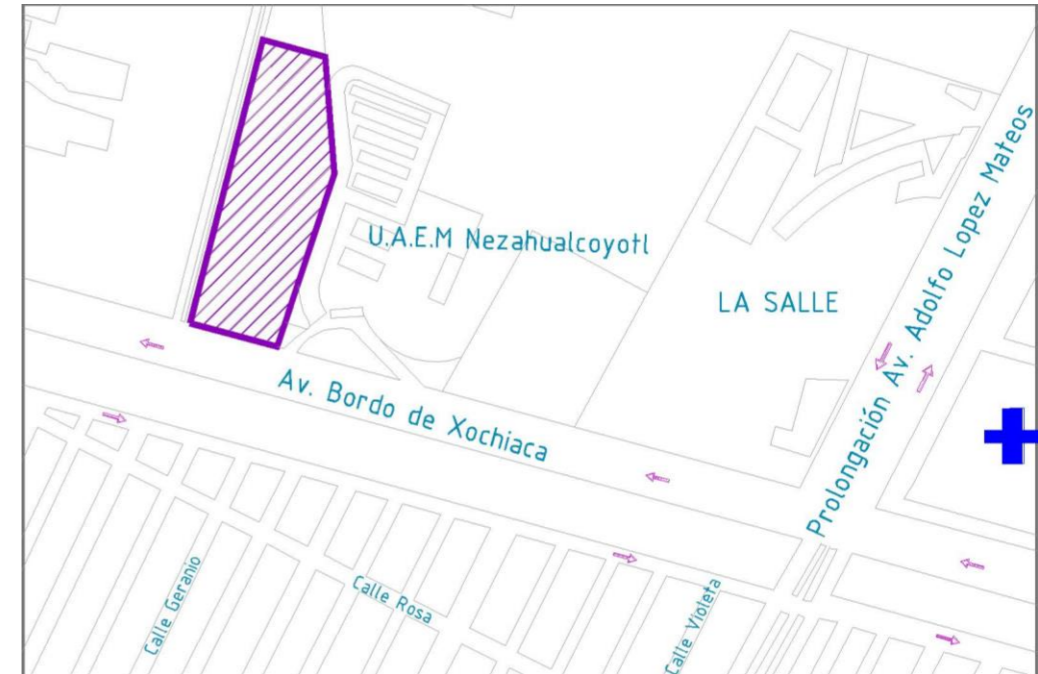 U.A.E.M Nezahualcoyotl
LA SALLE
Prolongación Av. Adolfo Lopez Mateos
Av. Bordo de Xochiaca
Calle Geranio
Calle Rosa
Calle Violeta